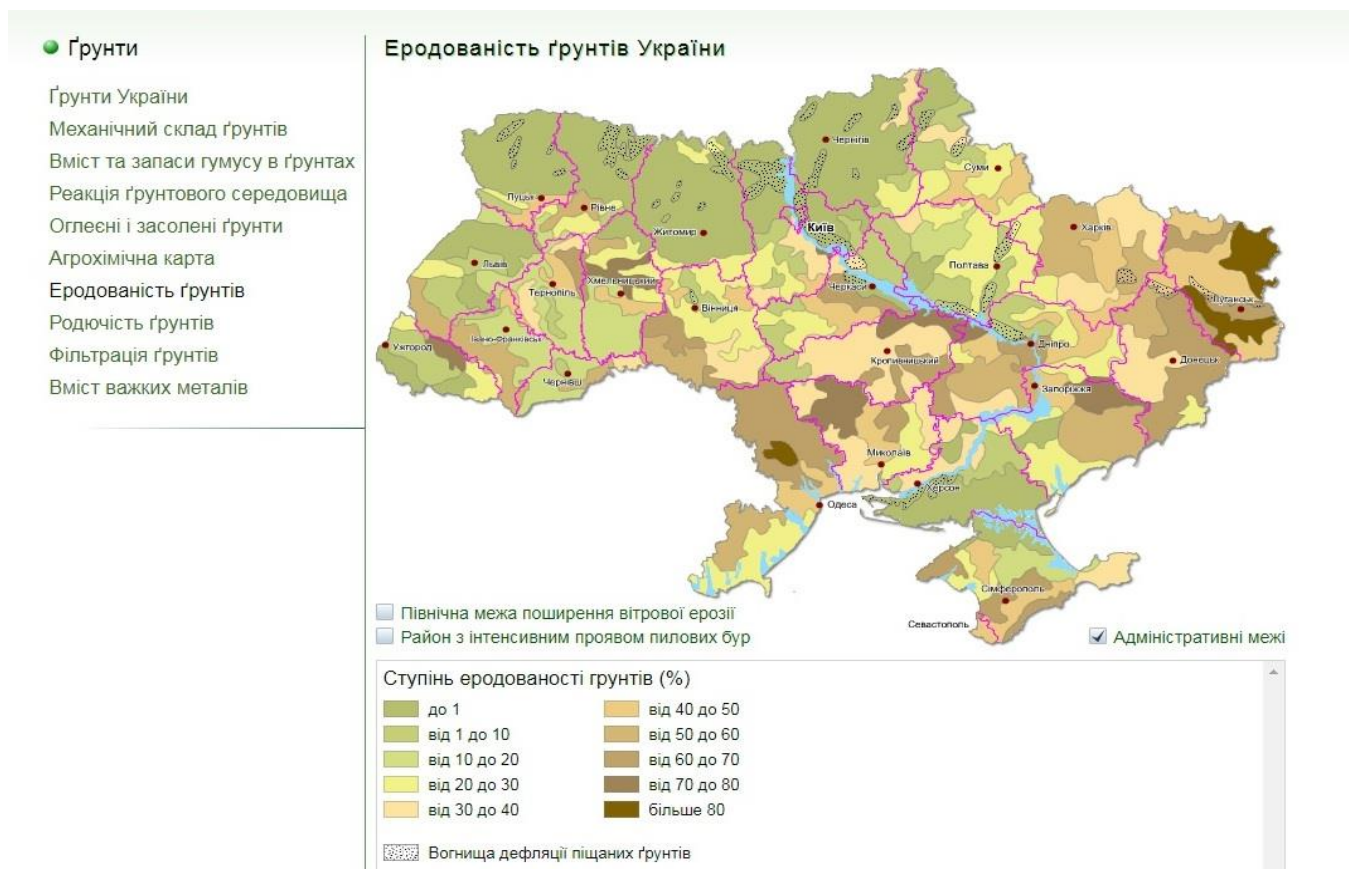 Ґрунти
Ґрунти України
Механічний склад ґрунтів
Вміст та запаси гумусу в ґрунтах
Реакція ґрунтового середовища
Оглеєні і засолені ґрунти
Агрохімічна карта
Еродованість ґрунтів
Родючість ґрунтів
Фільтрація ґрунтів
Вміст важких металів
Еродованість ґрунтів України
Чернігів
Суми
Луцьк
Рівне
Київ
Житомир
Харків
Львів
Полтава
Тернопіль
Хмельницький
Черкаси
Вінниця
Луганськ
Ужгород
Івано-Франківськ
Дніпро
Кропивницький
Донецьк
Чернівці
Запоріжжя
Миколаїв
Херсон
Одеса
Сімферополь
Севастополь
Північна межа поширення вітрової ерозії
Район з інтенсивним проявом пилових бур
Адміністративні межі
Ступінь еродованості ґрунтів (%)
до 1
від 1 до 10
від 10 до 20
від 20 до 30
від 30 до 40
від 40 до 50
від 50 до 60
від 60 до 70
від 70 до 80
більше 80
Вогнища дефляції піщаних ґрунтів